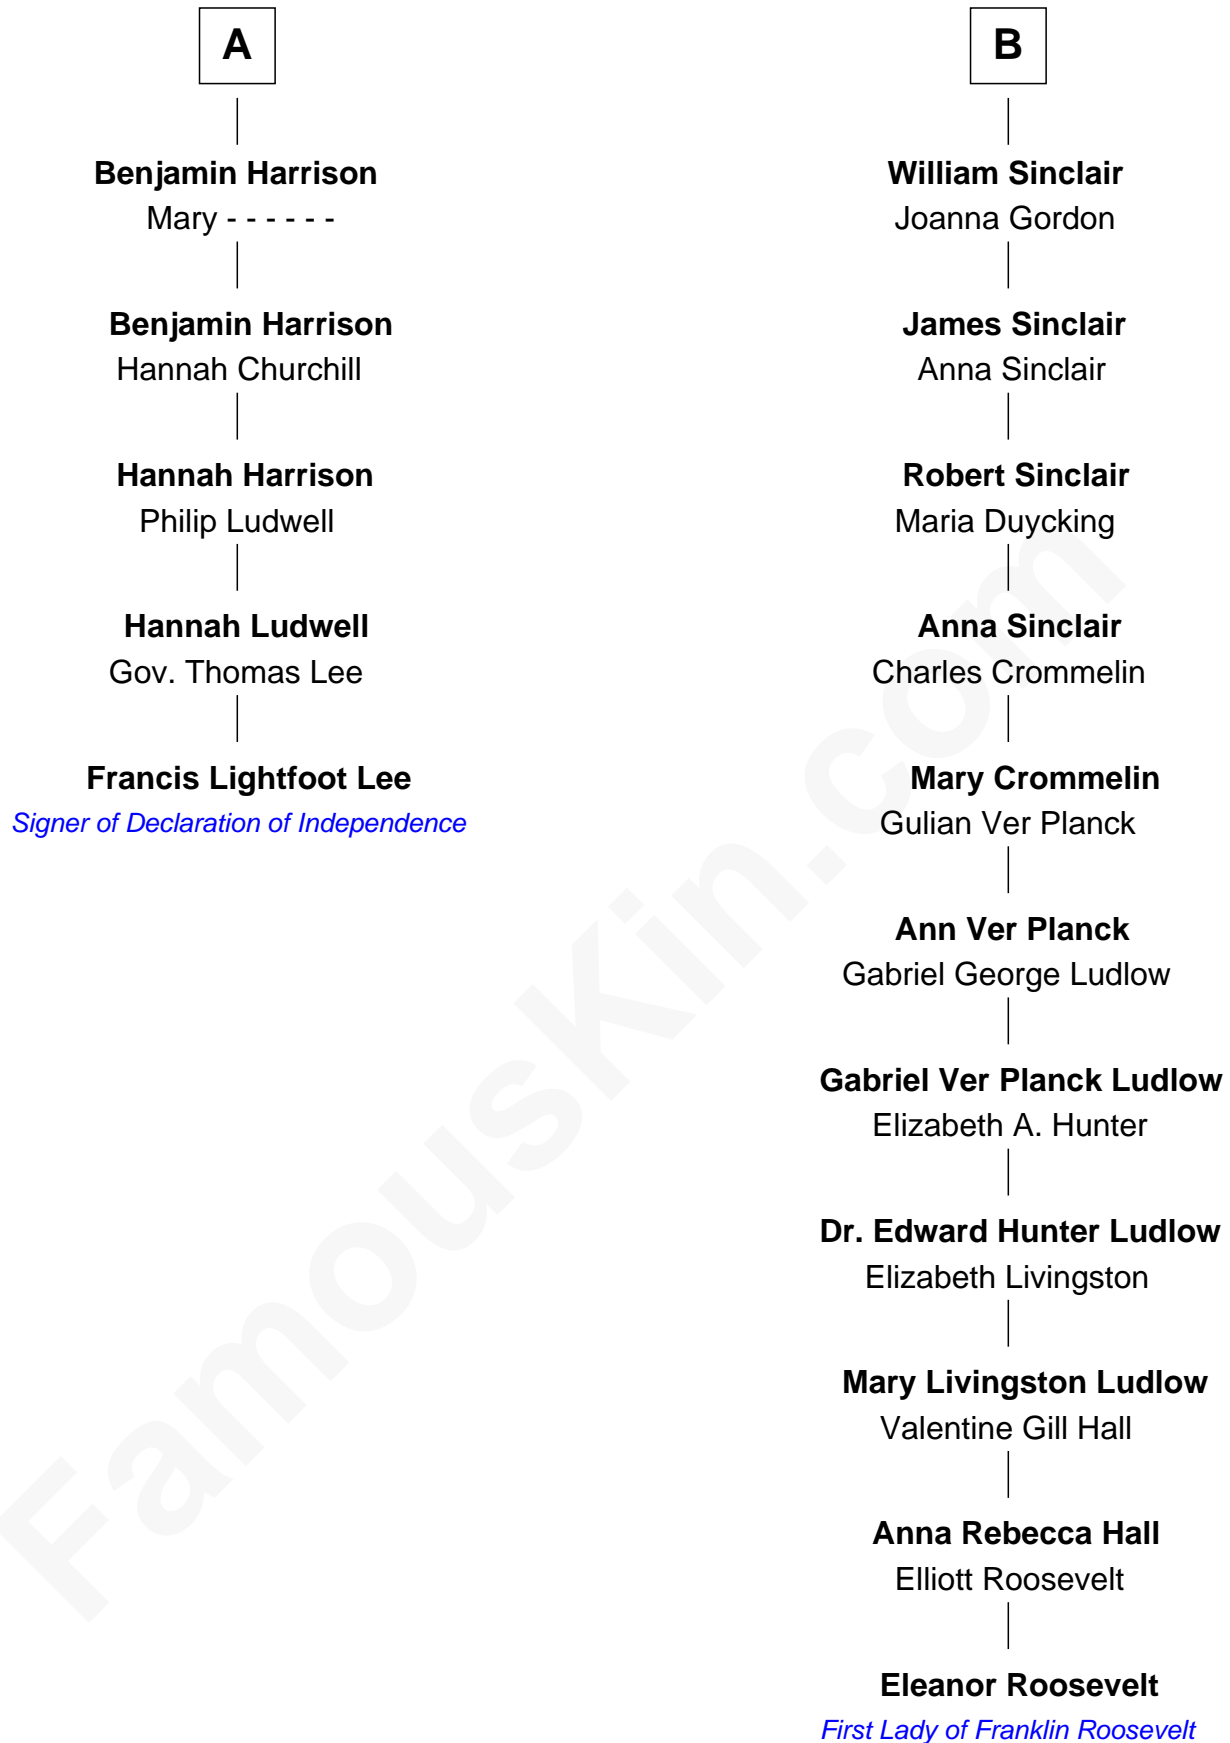 A
Benjamin Harrison
Mary - - - - - -
Benjamin Harrison
Hannah Churchill
Hannah Harrison
Philip Ludwell
Hannah Ludwell
Gov. Thomas Lee
Francis Lightfoot Lee
Signer of Declaration of Independence
B
William Sinclair
Joanna Gordon
James Sinclair
Anna Sinclair
Robert Sinclair
Maria Duycking
Anna Sinclair
Charles Crommelin
Mary Crommelin
Gulian Ver Planck
Ann Ver Planck
Gabriel George Ludlow
Gabriel Ver Planck Ludlow
Elizabeth A. Hunter
Dr. Edward Hunter Ludlow
Elizabeth Livingston
Mary Livingston Ludlow
Valentine Gill Hall
Anna Rebecca Hall
Elliott Roosevelt
Eleanor Roosevelt
First Lady of Franklin Roosevelt
FamousKin.com